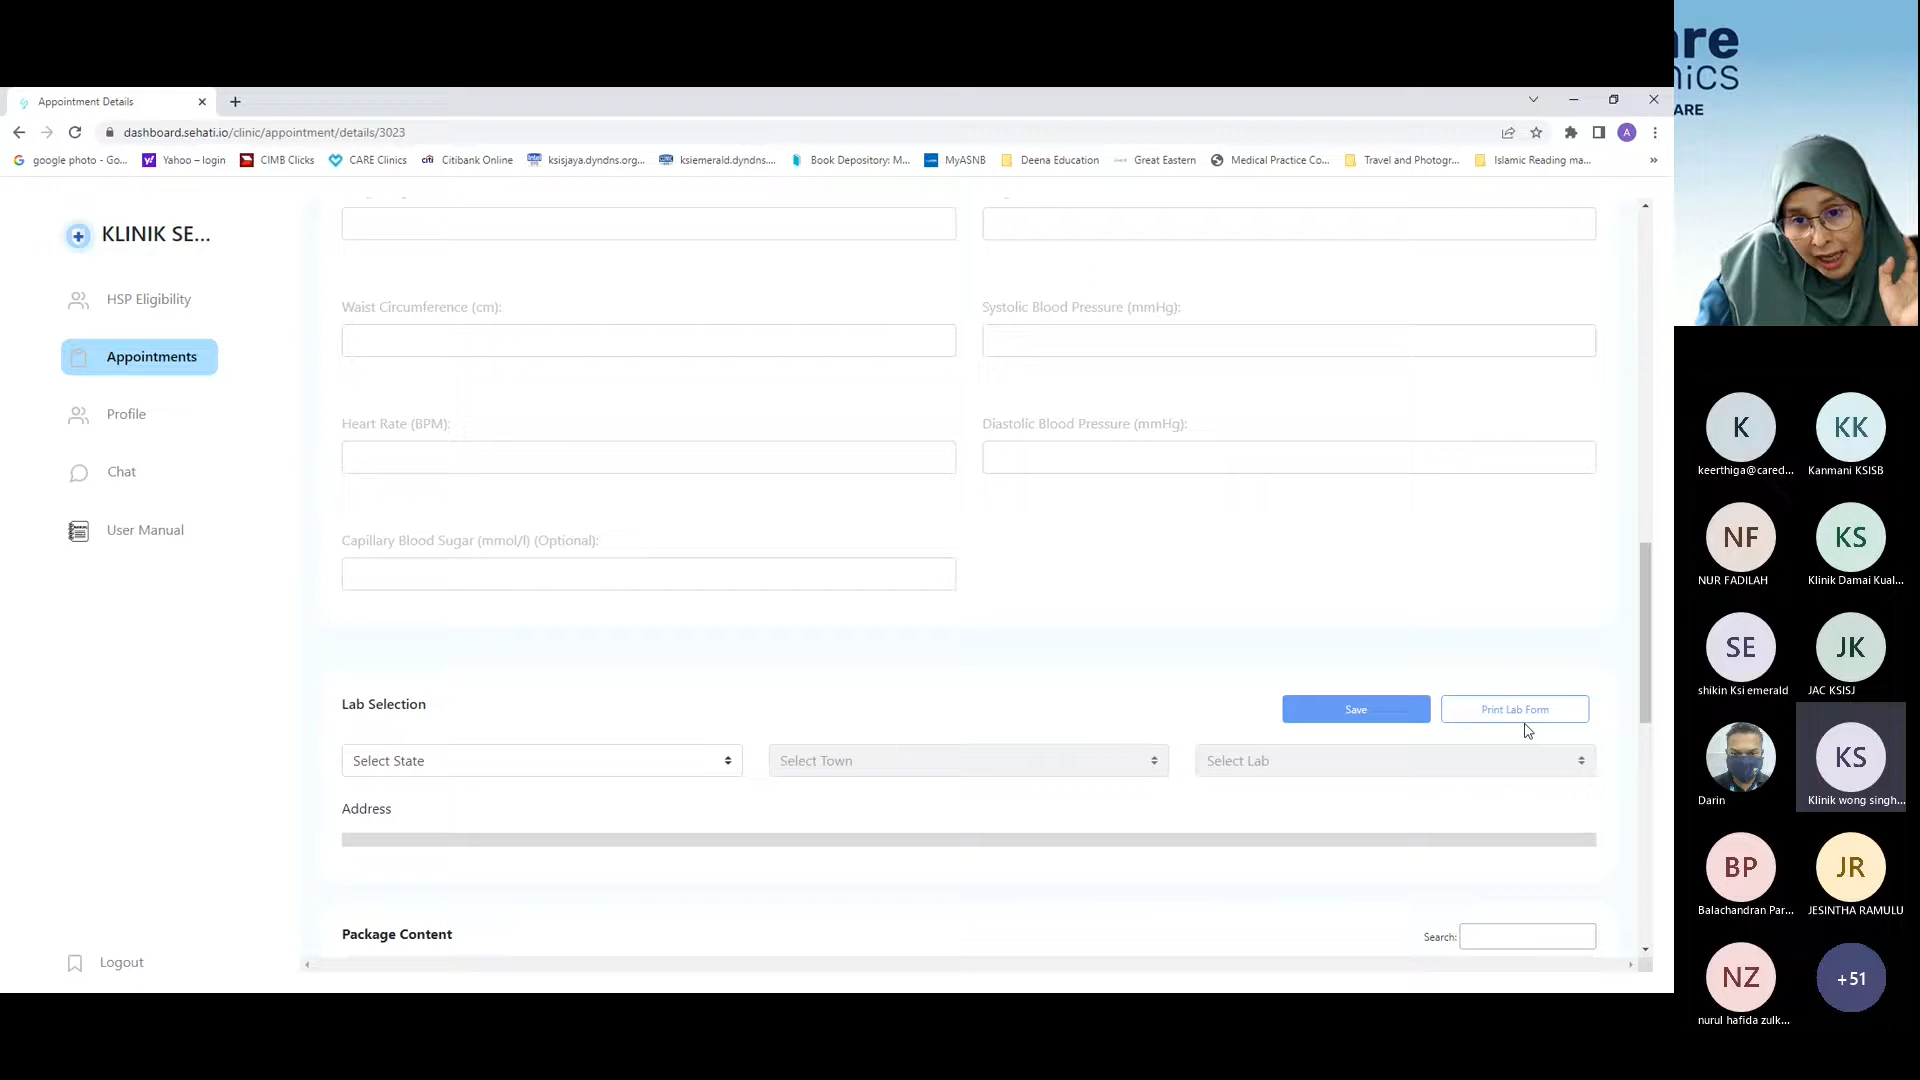 Appointment Details
dashboard.sehati.io/clinic/appointment/details/3023
A
google photo - Go...
Yahoo – login
CIMB Clicks
CARE Clinics
Citibank Online
ksisjaya.dyndns.org...
ksiemerald.dyndns....
Book Depository: M...
MyASNB
Deena Education
Great Eastern
Medical Practice Co...
Travel and Photogr...
Islamic Reading ma...
KLINIK SE...
HSP Eligibility
Appointments
Profile
Chat
User Manual
Logout
Waist Circumference (cm):
Systolic Blood Pressure (mmHg):
Heart Rate (BPM):
Diastolic Blood Pressure (mmHg):
Capillary Blood Sugar (mmol/l) (Optional):
Lab Selection
Save
Print Lab Form
Select State
Select Town
Select Lab
Address
Package Content
Search:
are
nics
ARE
K
keerthiga@cared...
KK
Kanmani KSISB
NF
NUR FADILAH
KS
Klinik Damai Kual...
SE
shikin Ksi emerald
JK
JAC KSISJ
Darin
KS
Klinik wong singh...
BP
Balachandran Par...
JR
JESINTHA RAMULU
NZ
nurul hafida zulk...
+51